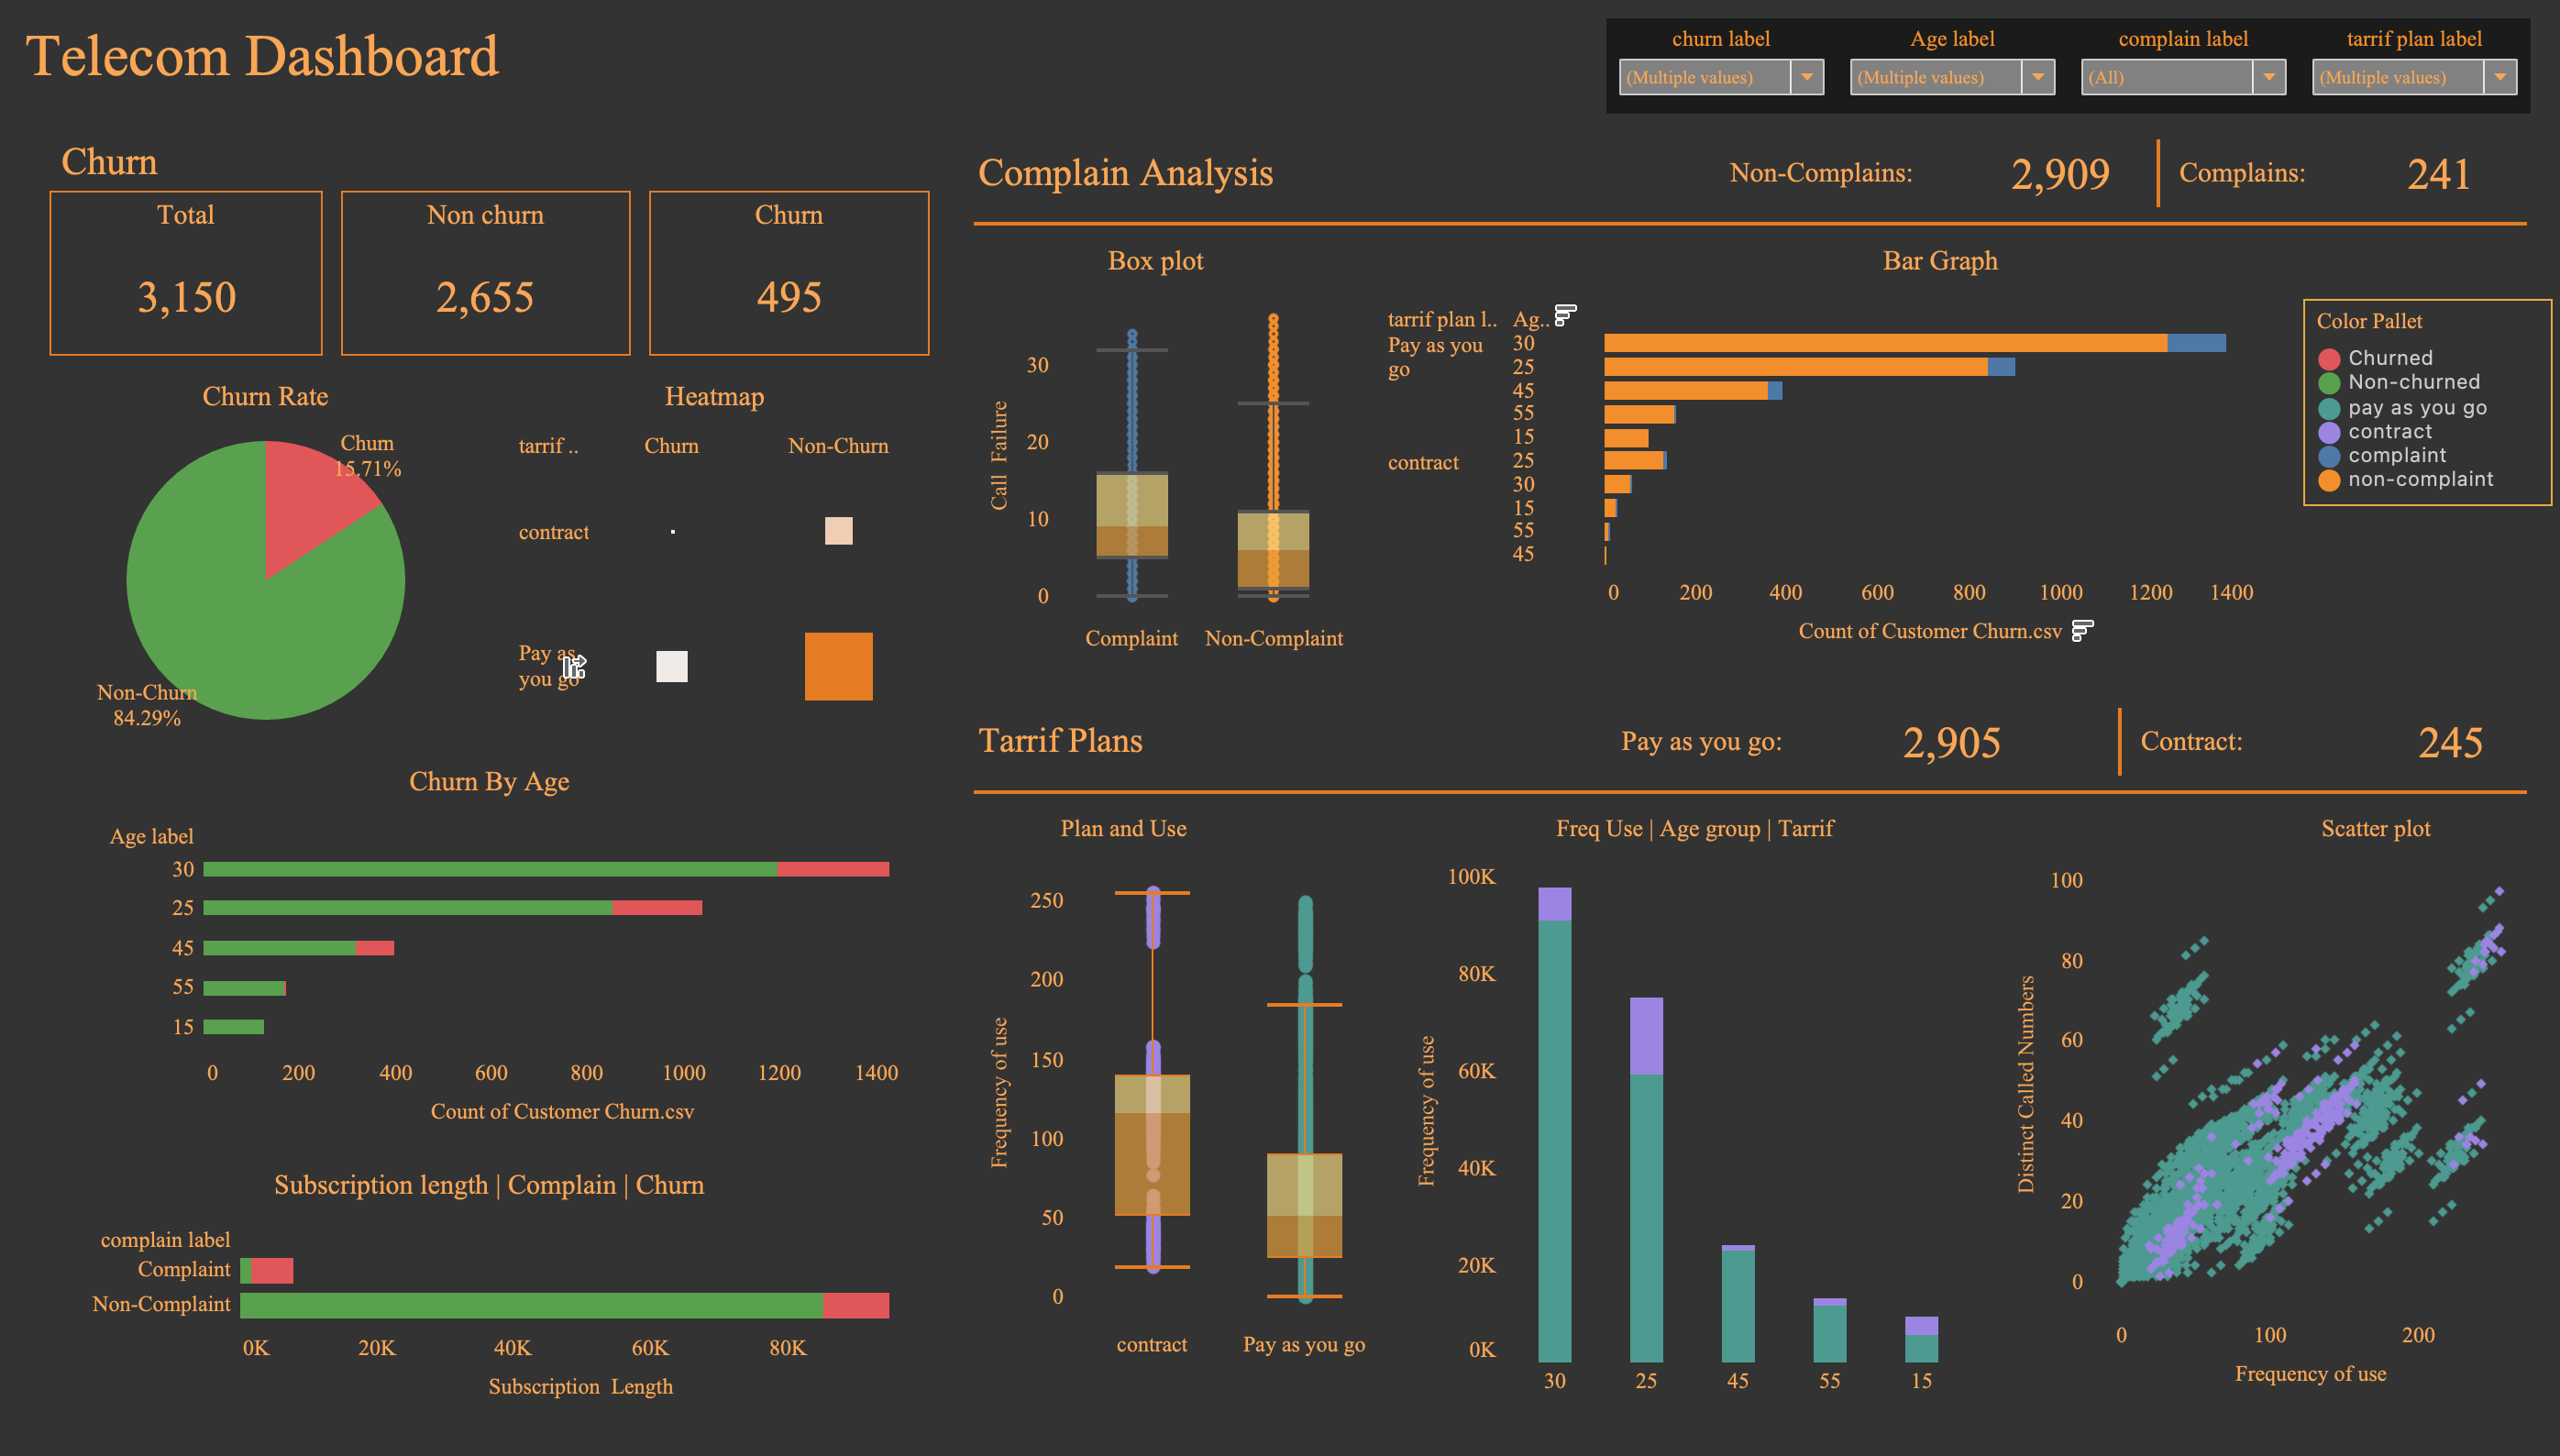 Telecom Dashboard
churn label
Age label
complain label
tarrif plan label
(Multiple values)
(Multiple values)
(All)
(Multiple values)
Churn
Total
3,150
Non churn
2,655
Churn
495
Churn Rate
Churn
15.71%
Non-Churn
84.29%
Heatmap
tarrif ..
Churn
Non-Churn
contract
Pay as
you go
Churn By Age
Age label
30
25
45
55
15
0 200 400 600 800 1000 1200 1400
Count of Customer Churn.csv
Subscription length | Complain | Churn
complain label
Complaint
Non-Complaint
0K 20K 40K 60K 80K
Subscription Length
Complain Analysis
Non-Complains: 2,909
Complains: 241
Box plot
Call Failure
30
20
10
0
Complaint Non-Complaint
Bar Graph
tarrif plan l.. Ag..
Pay as you
go
30
25
45
55
15
contract
25
30
15
55
45
0 200 400 600 800 1000 1200 1400
Count of Customer Churn.csv
Color Pallet
Churned
Non-churned
pay as you go
contract
complaint
non-complaint
Tarrif Plans
Pay as you go: 2,905
Contract: 245
Plan and Use
Frequency of use
250
200
150
100
50
0
contract Pay as you go
Freq Use | Age group | Tarrif
Frequency of use
100K
80K
60K
40K
20K
0K
30 25 45 55 15
Scatter plot
Distinct Called Numbers
100
80
60
40
20
0
0 100 200
Frequency of use